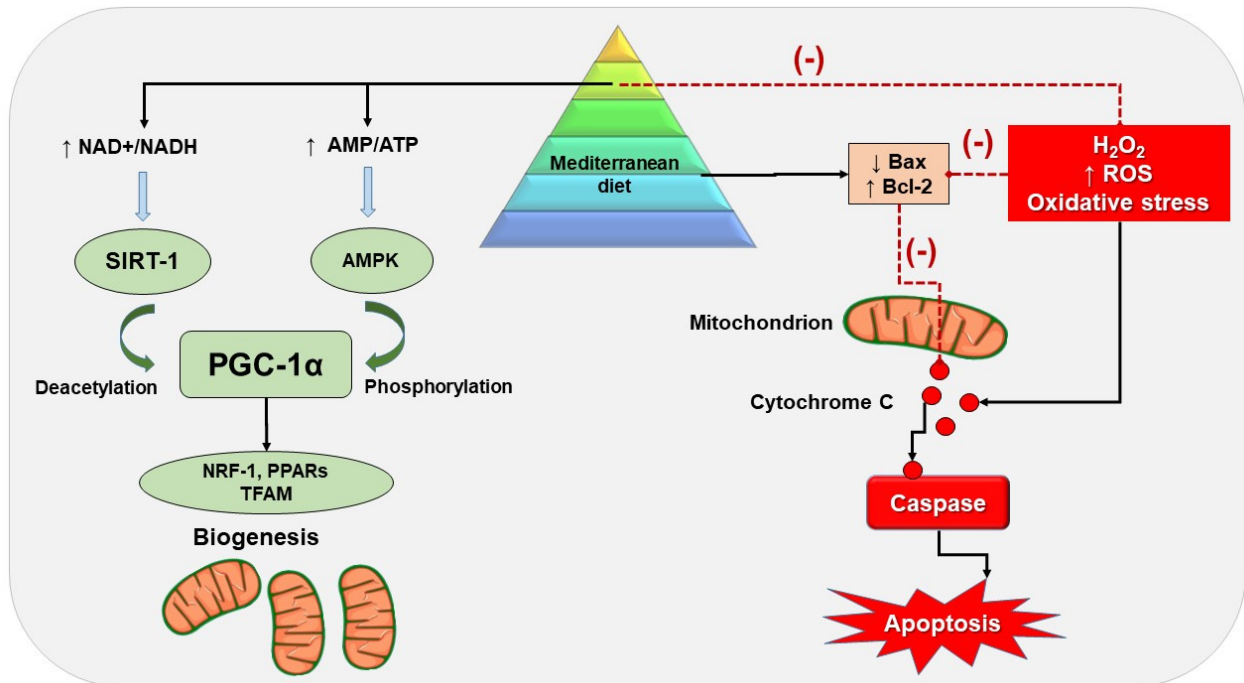 (-)
↑ NAD+/NADH
↑ AMP/ATP
Mediterranean
diet
↓ Bax
↑ Bcl-2
(-)
H₂O₂
↑ ROS
Oxidative stress
SIRT-1
AMPK
(-)
Mitochondrion
PGC-1α
Deacetylation
Phosphorylation
Cytochrome C
NRF-1, PPARs
TFAM
Caspase
Biogenesis
Apoptosis